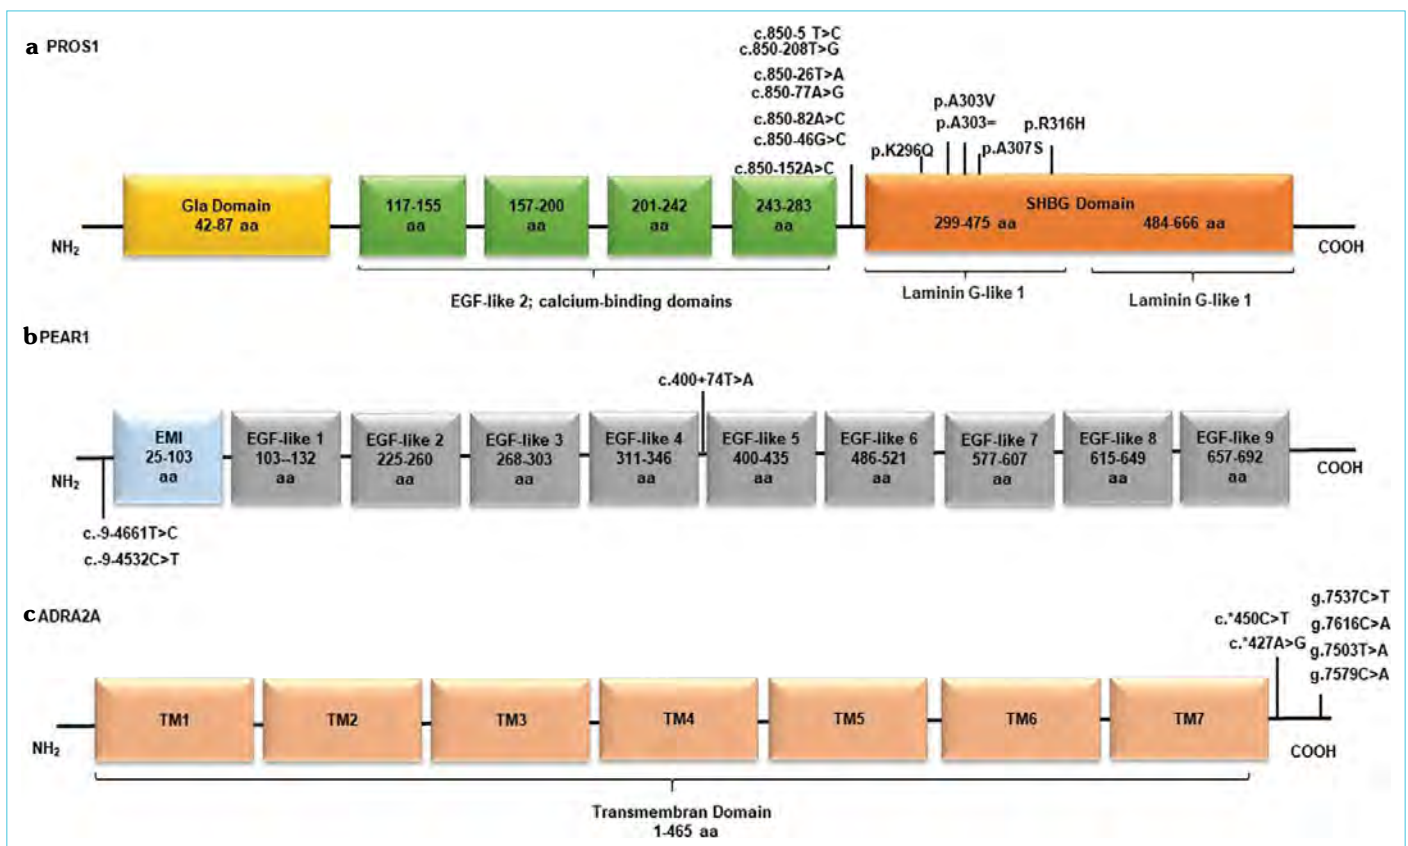 a PROS1
c.850-5 T>C
c.850-208T>G
c.850-26T>A
c.850-77A>G
c.850-82A>C
c.850-46G>C
c.850-152A>C
p.A303V
p.A303=
p.R316H
p.K296Q
p.A307S
NH2
Gla Domain
42-87 aa
117-155
aa
157-200
aa
201-242
aa
243-283
aa
SHBG Domain
299-475 aa
484-666 aa
COOH
EGF-like 2; calcium-binding domains
Laminin G-like 1
Laminin G-like 1
b PEAR1
c.400+74T>A
NH2
EMI
25-103
aa
EGF-like 1
103--132
aa
EGF-like 2
225-260
aa
EGF-like 3
268-303
aa
EGF-like 4
311-346
aa
EGF-like 5
400-435
aa
EGF-like 6
486-521
aa
EGF-like 7
577-607
aa
EGF-like 8
615-649
aa
EGF-like 9
657-692
aa
COOH
c.-9-4661T>C
c.-9-4532C>T
c ADRA2A
c.*450C>T
c.*427A>G
g.7537C>T
g.7616C>A
g.7503T>A
g.7579C>A
NH2
TM1
TM2
TM3
TM4
TM5
TM6
TM7
COOH
Transmembran Domain
1-465 aa